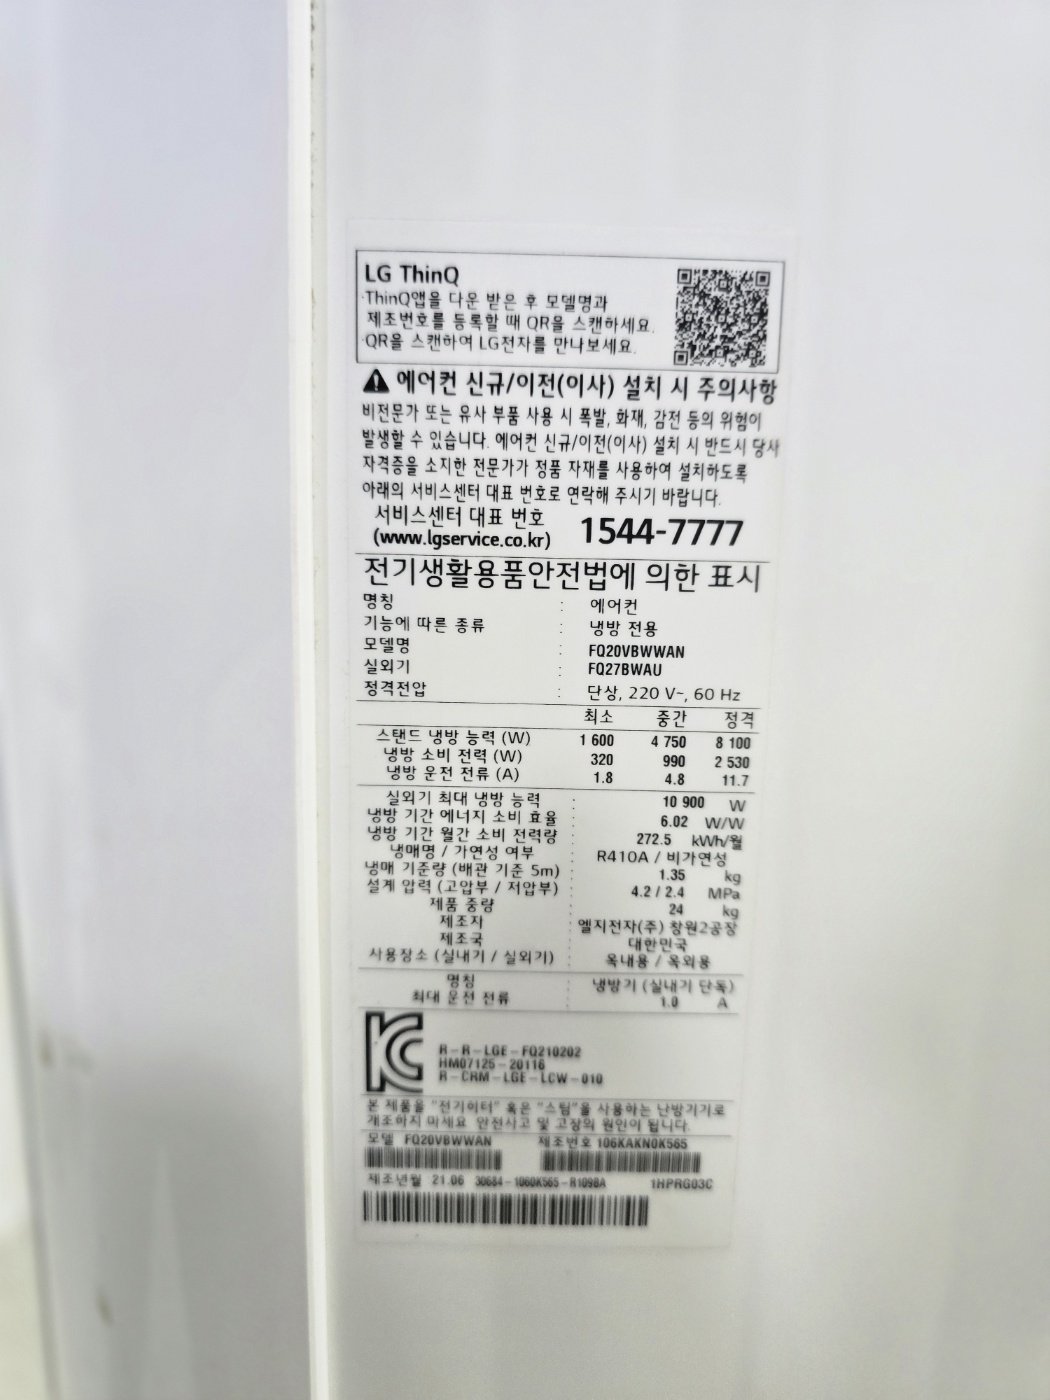 LG ThinQ
ThinQ앱을 다운 받은 후 모델명과
제조번호를 등록할 때 QR을 스캔하세요.
QR을 스캔하여 LG전자를 만나보세요.
에어컨 신규/이전(이사) 설치 시 주의사항
비전문가 또는 유사 부품 사용 시 폭발, 화재, 감전 등의 위험이
발생할 수 있습니다. 에어컨 신규/이전(이사) 설치 시 반드시 당사
자격증을 소지한 전문가가 정품 자재를 사용하여 설치하도록
아래의 서비스센터 대표 번호로 연락해 주시기 바랍니다.
서비스센터 대표 번호
(www.lgservice.co.kr) 1544-7777
전기생활용품안전법에 의한 표시
명칭 : 에어컨
기능에 따른 종류 : 냉방 전용
모델명 : FQ20VBWWAN
실외기 : FQ27BWAU
정격전압 : 단상, 220 V~, 60 Hz
최소 중간 정격
스탠드 냉방 능력 (W) 1 600 4 750 8 100
냉방 소비 전력 (W) 320 990 2 530
냉방 운전 전류 (A) 1.8 4.8 11.7
실외기 최대 냉방 능력 : 10 900 W
냉방 기간 에너지 소비 효율 : 6.02 W/W
냉방 기간 월간 소비 전력량 : 272.5 kWh/월
냉매명 / 가연성 여부 : R410A / 비가연성
냉매 기준량 (배관 기준 5m) : 1.35 kg
설계 압력 (고압부 / 저압부) : 4.2 / 2.4 MPa
제품 중량 : 24 kg
제조자 : 엘지전자(주) 창원2공장
제조국 : 대한민국
사용장소 (실내기 / 실외기) : 옥내용 / 옥외용
명칭 : 냉방기 (실내기 단독)
최대 운전 전류 : 1.0 A
R-R-LGE-FQ210202
HM07125-20116
R-CRM-LGE-LCW-010
본 제품을 "전기히터" 혹은 "스팀"을 사용하는 난방기기로
개조하지 마세요 안전사고 및 고장의 원인이 됩니다.
모델 FQ20VBWWAN 제조번호 106KAKN0K565
제조년월 21.06 30684-1060K565-R109BA 1HPRG03C